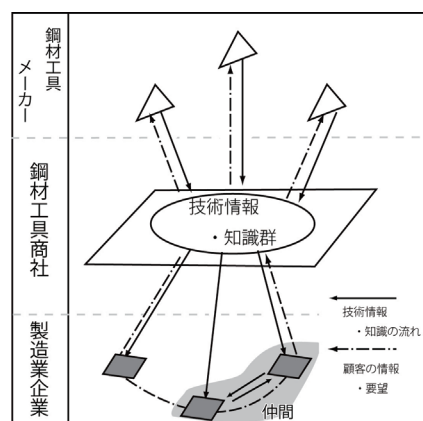 鋼材工具
メーカー
鋼材工具商社
製造業企業
技術情報
・知識群
技術情報
・知識の流れ
顧客の情報
・要望
仲間